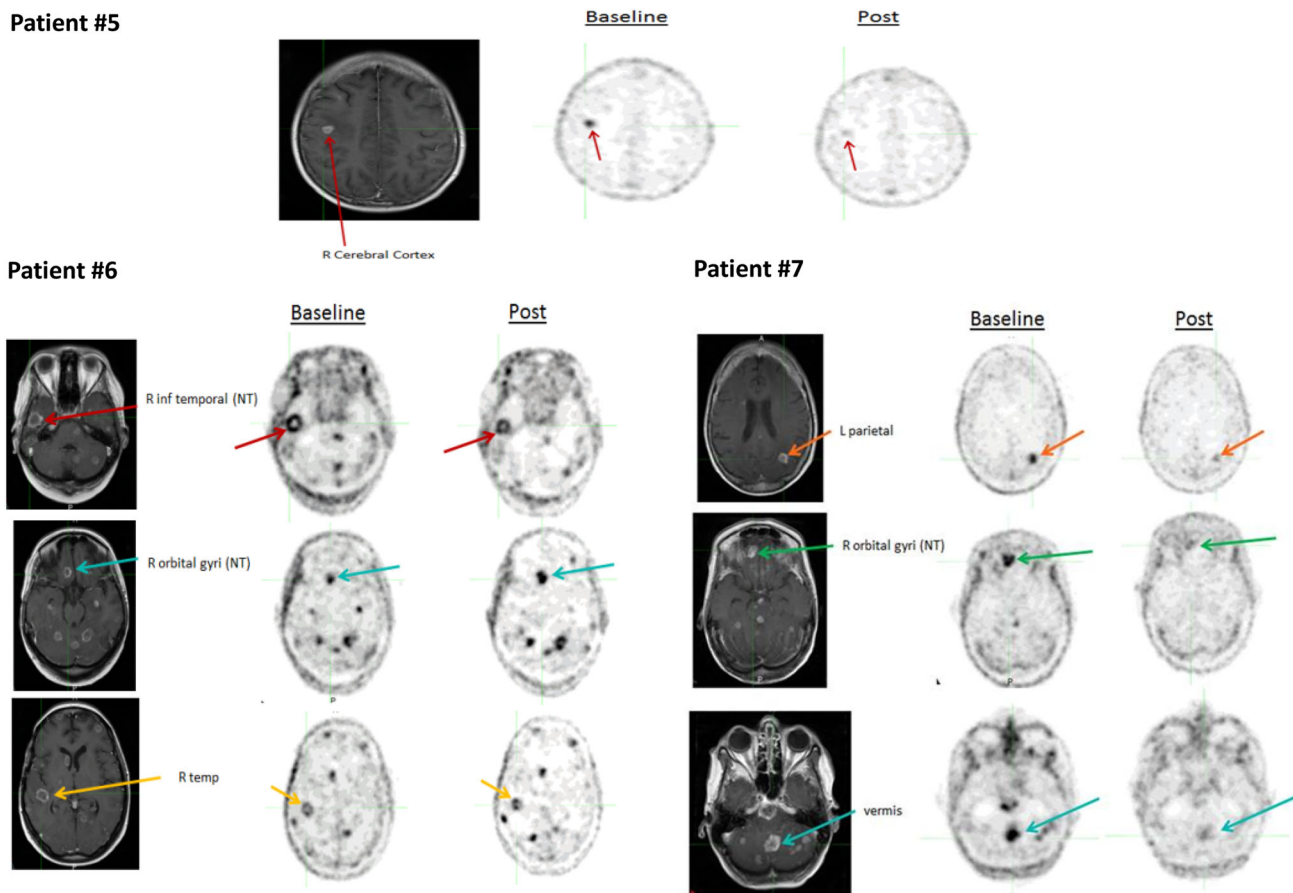 Patient #5
Baseline
Post
R Cerebral Cortex
Patient #6
Baseline
Post
R inf temporal (NT)
R orbital gyri (NT)
P
R temp
Patient #7
Baseline
Post
A
L parietal
R orbital gyri (NT)
P
vermis